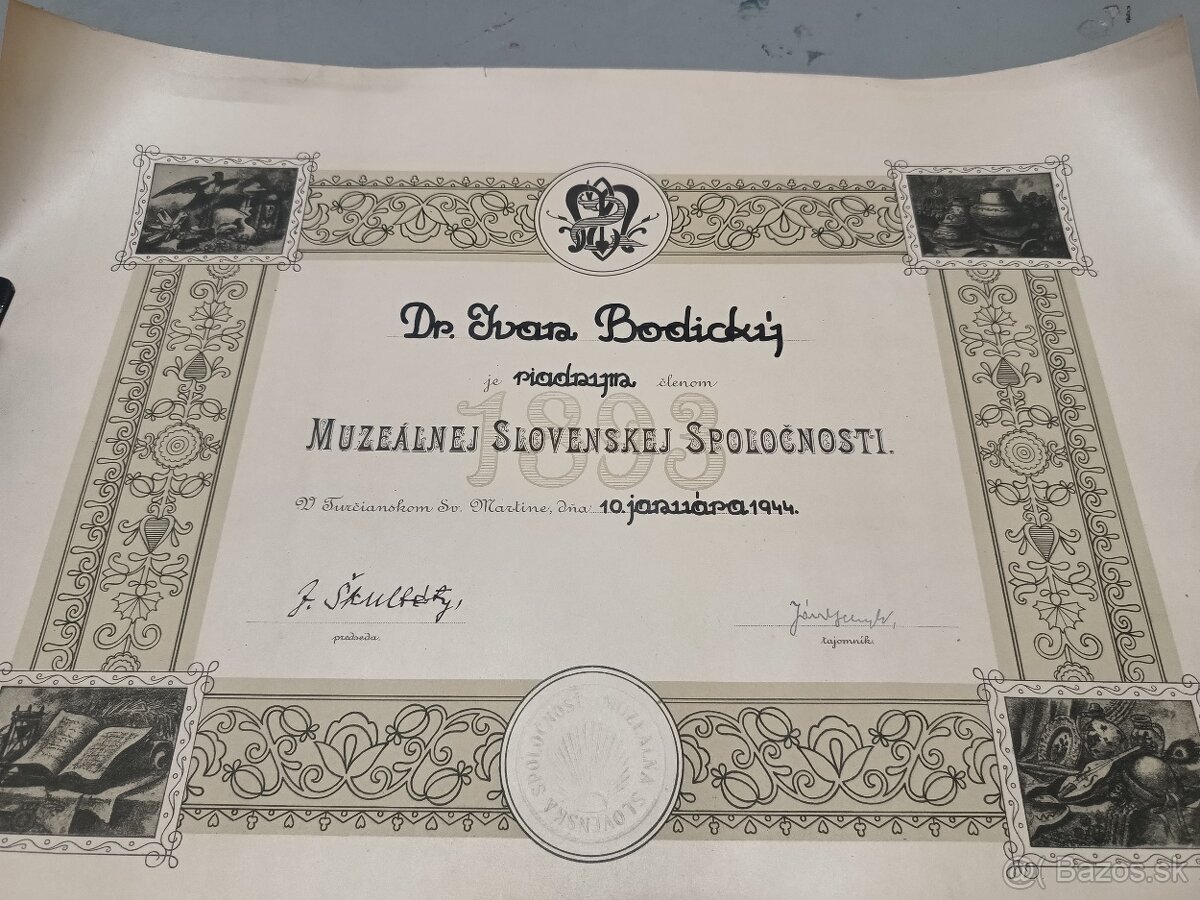 Dr. Ivan Bodický
je riadnym členom
1893
MUZEÁLNEJ SLOVENSKEJ SPOLOČNOSTI.
V Turčianskom Sv. Martine, dňa 10. januára 1944.
J. Škultéty,
predseda.
tajomník.
MUZEÁLNA SLOVENSKÁ SPOLOČNOSŤ
Bazos.sk